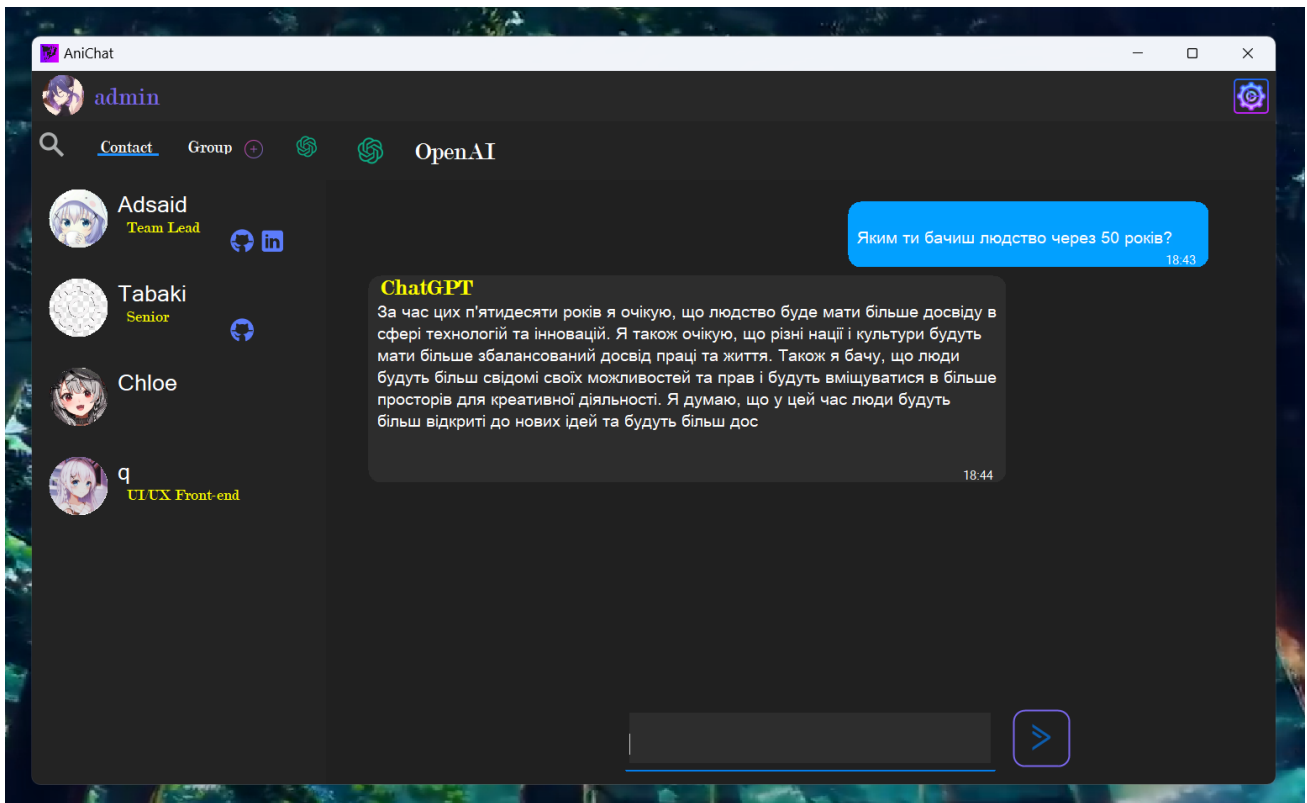 AniChat
admin
Contact Group
OpenAI
Adsaid
Team Lead
in
Tabaki
Senior
Chloe
q
UI/UX Front-end
Яким ти бачиш людство через 50 років?
18:43
ChatGPT
За час цих п'ятидесяти років я очікую, що людство буде мати більше досвіду в
сфері технологій та інновацій. Я також очікую, що різні нації і культури будуть
мати більше збалансований досвід праці та життя. Також я бачу, що люди
будуть більш свідомі своїх можливостей та прав і будуть вміщуватися в більше
просторів для креативної діяльності. Я думаю, що у цей час люди будуть
більш відкриті до нових ідей та будуть більш дос
18:44